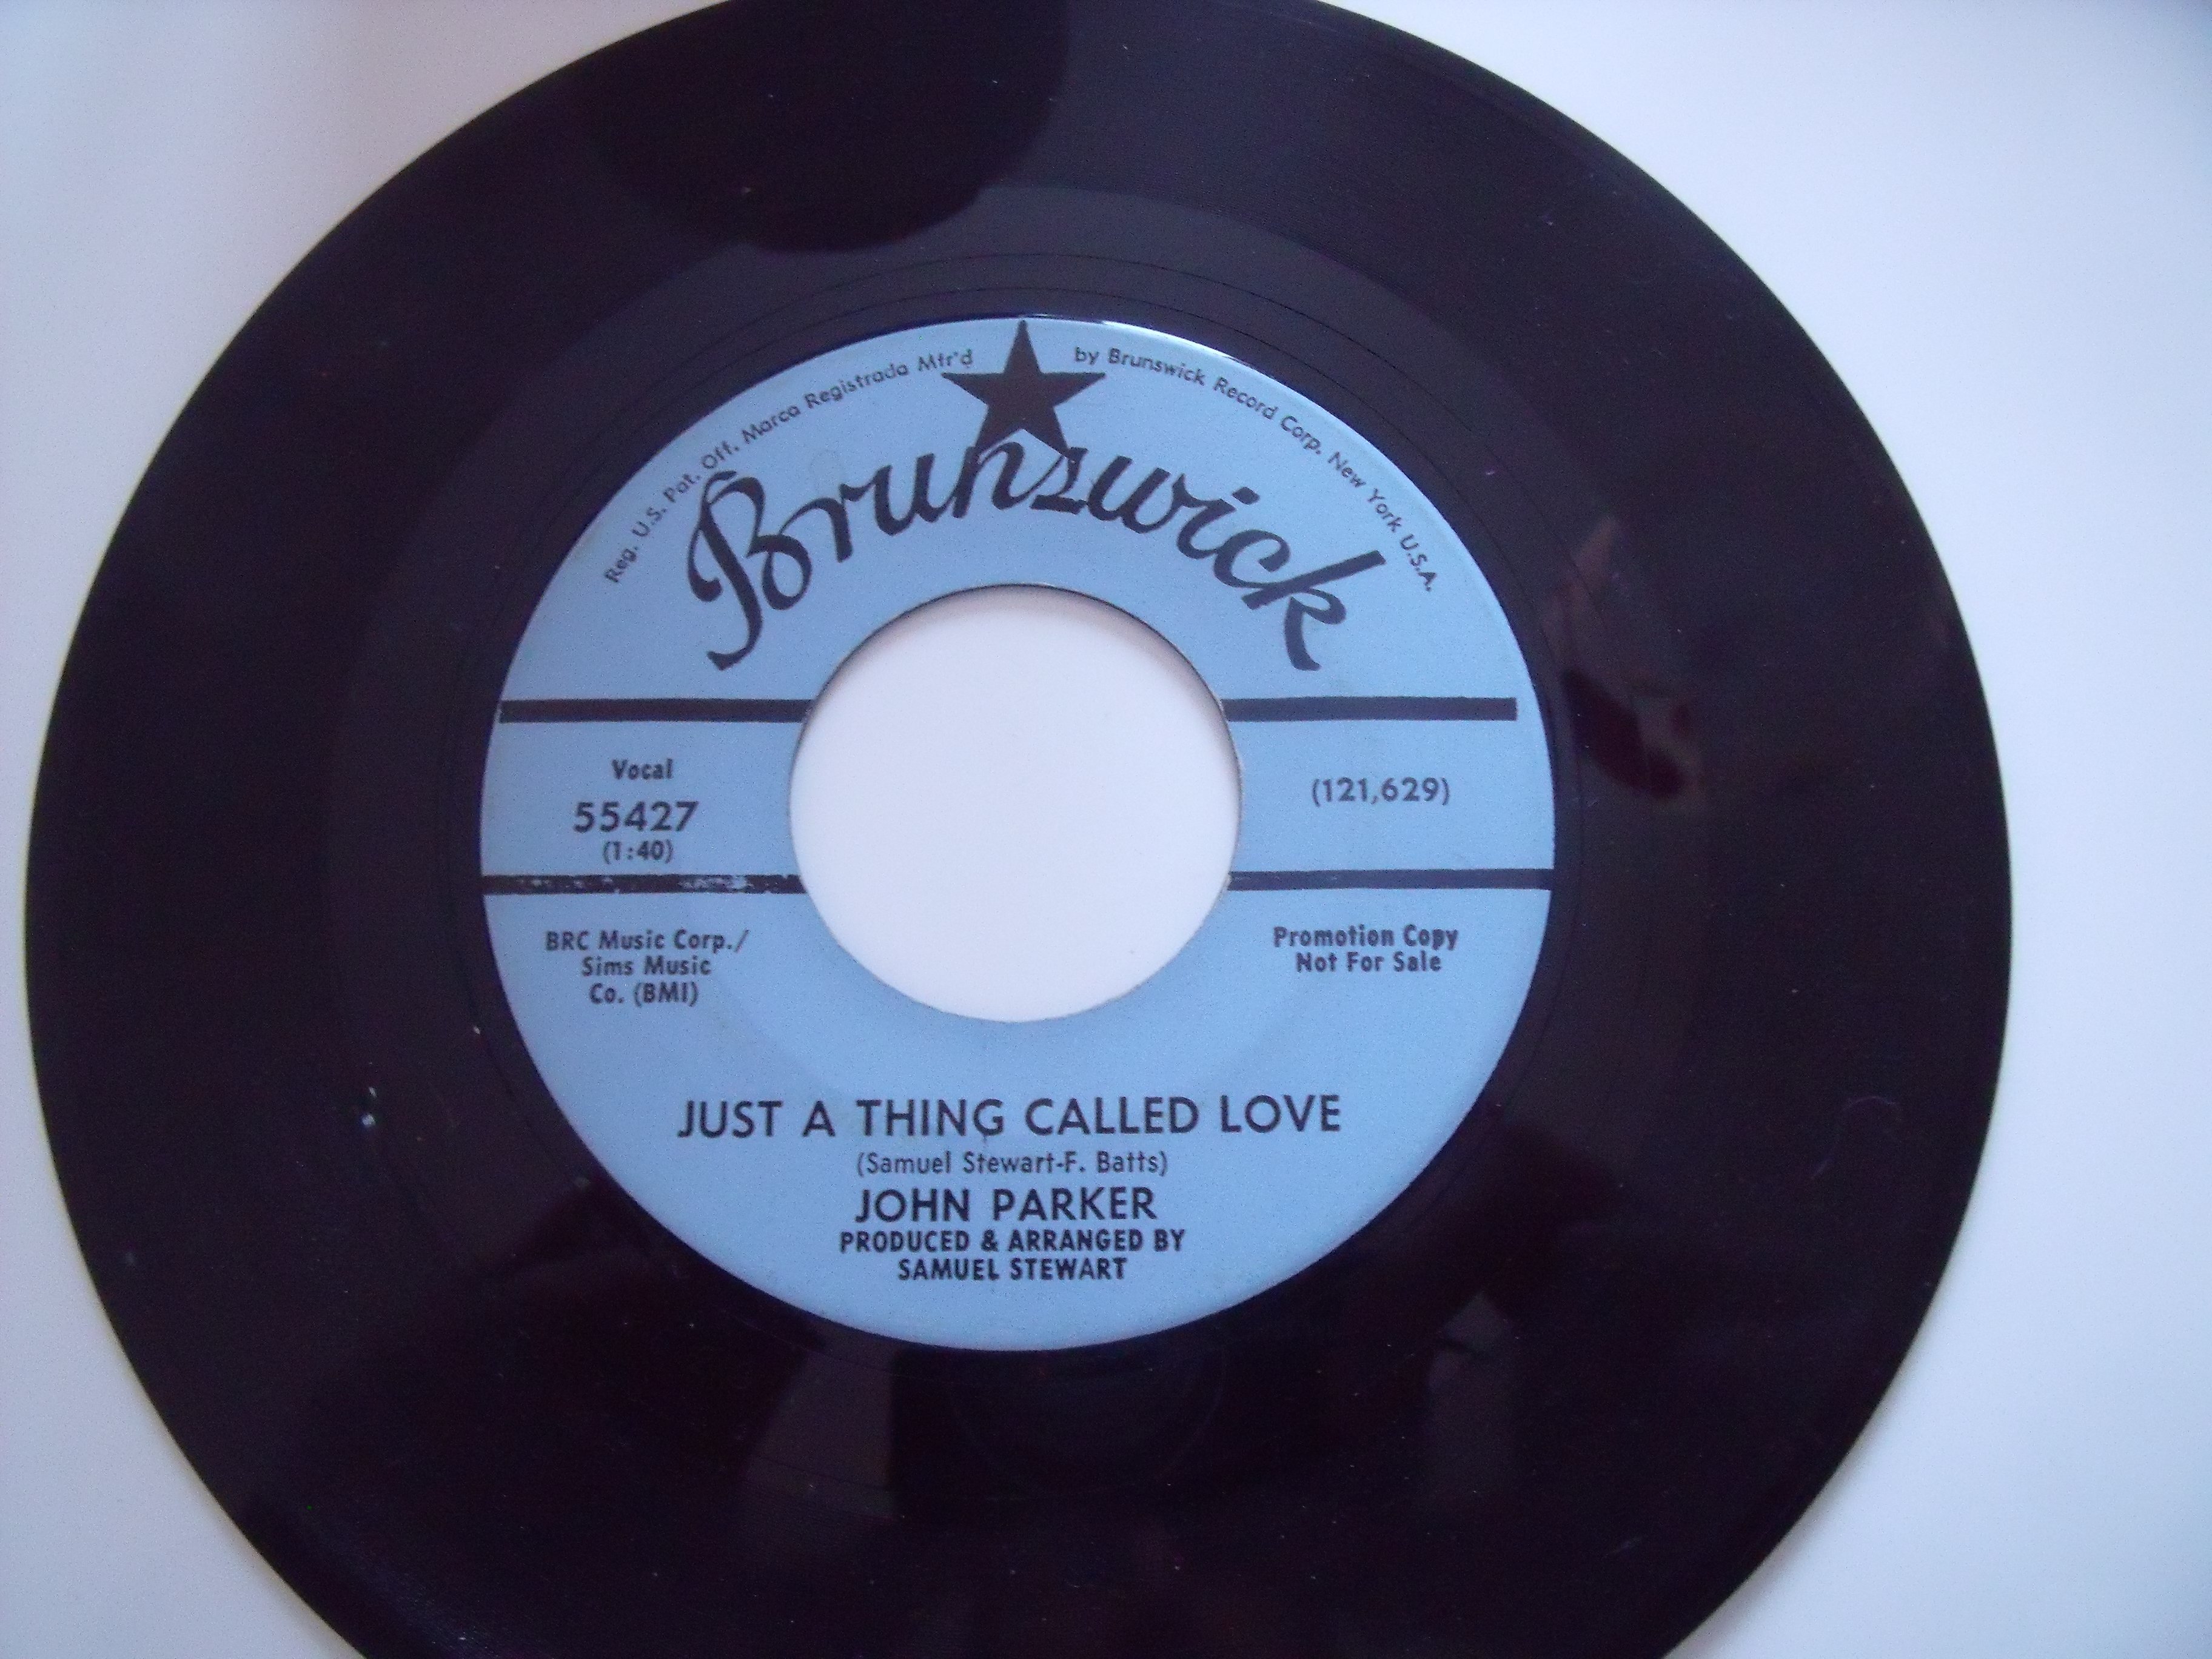 Reg. U.S. Pat. Off. Marca Registrada Mfr'd by Brunswick Record Corp. New York U.S.A.
Brunswick
Vocal
55427
(1:40)
(121,629)
BRC Music Corp./
Sims Music
Co. (BMI)
Promotion Copy
Not For Sale
JUST A THING CALLED LOVE
(Samuel Stewart-F. Batts)
JOHN PARKER
PRODUCED & ARRANGED BY
SAMUEL STEWART